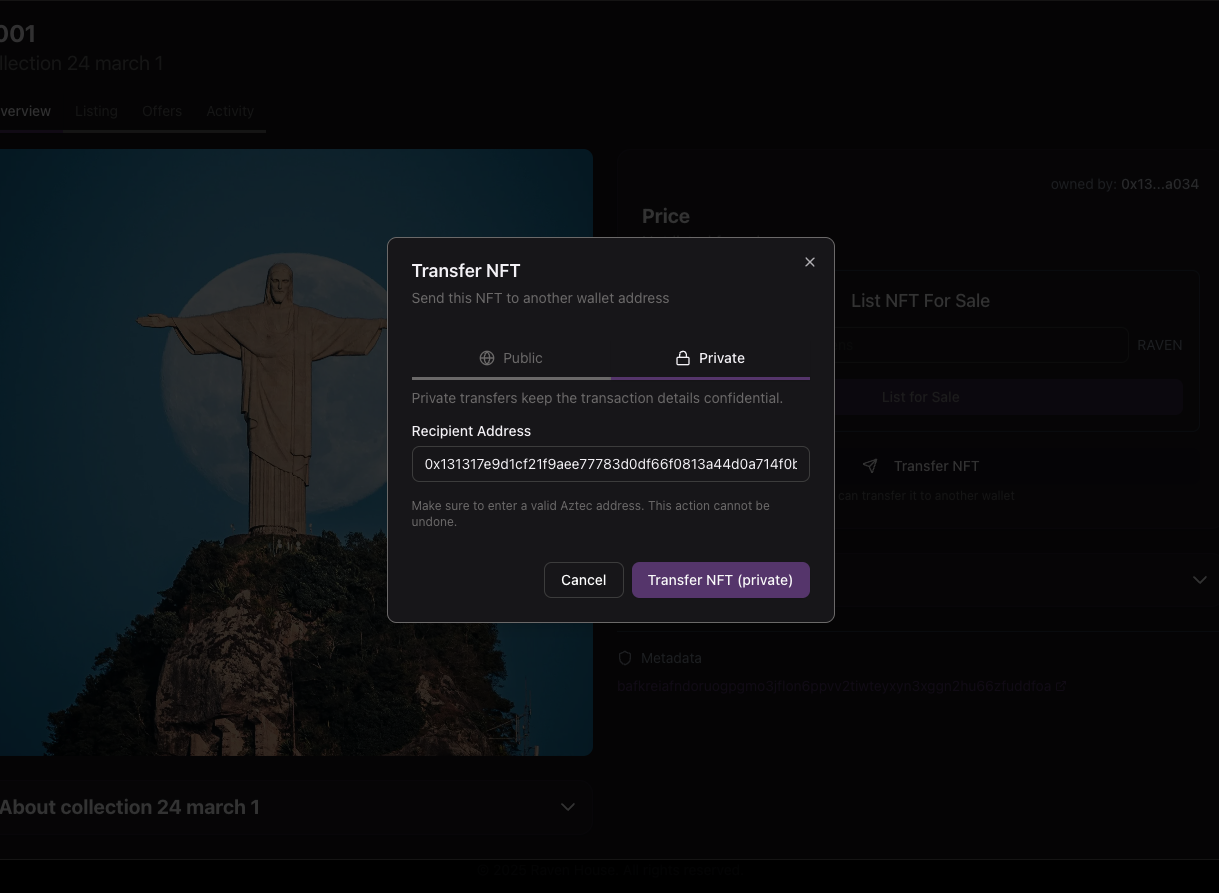 001
llection 24 march 1
verview Listing Offers Activity
owned by: 0x13...a034
Price
Transfer NFT
Send this NFT to another wallet address
List NFT For Sale
Public Private
RAVEN
Private transfers keep the transaction details confidential.
List for Sale
Recipient Address
0x131317e9d1cf21f9aee77783d0df66f0813a44d0a714f0b
Transfer NFT
can transfer it to another wallet
Make sure to enter a valid Aztec address. This action cannot be
undone.
Cancel Transfer NFT (private)
Metadata
About collection 24 march 1